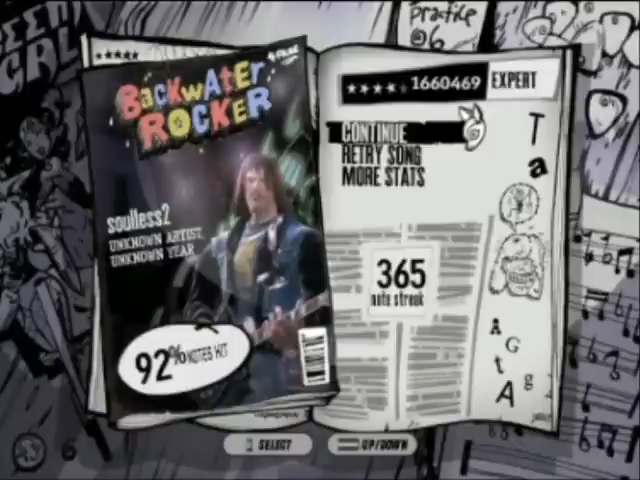 practice
@6
BACKWATER
ROCKER
soulless2
UNKNOWN ARTIST
UNKNOWN YEAR
92% NOTES HIT
1660469 EXPERT
CONTINUE
RETRY SONG
MORE STATS
365
note streak
T
a
A
G
t
g
A
SELECT
UP/DOWN